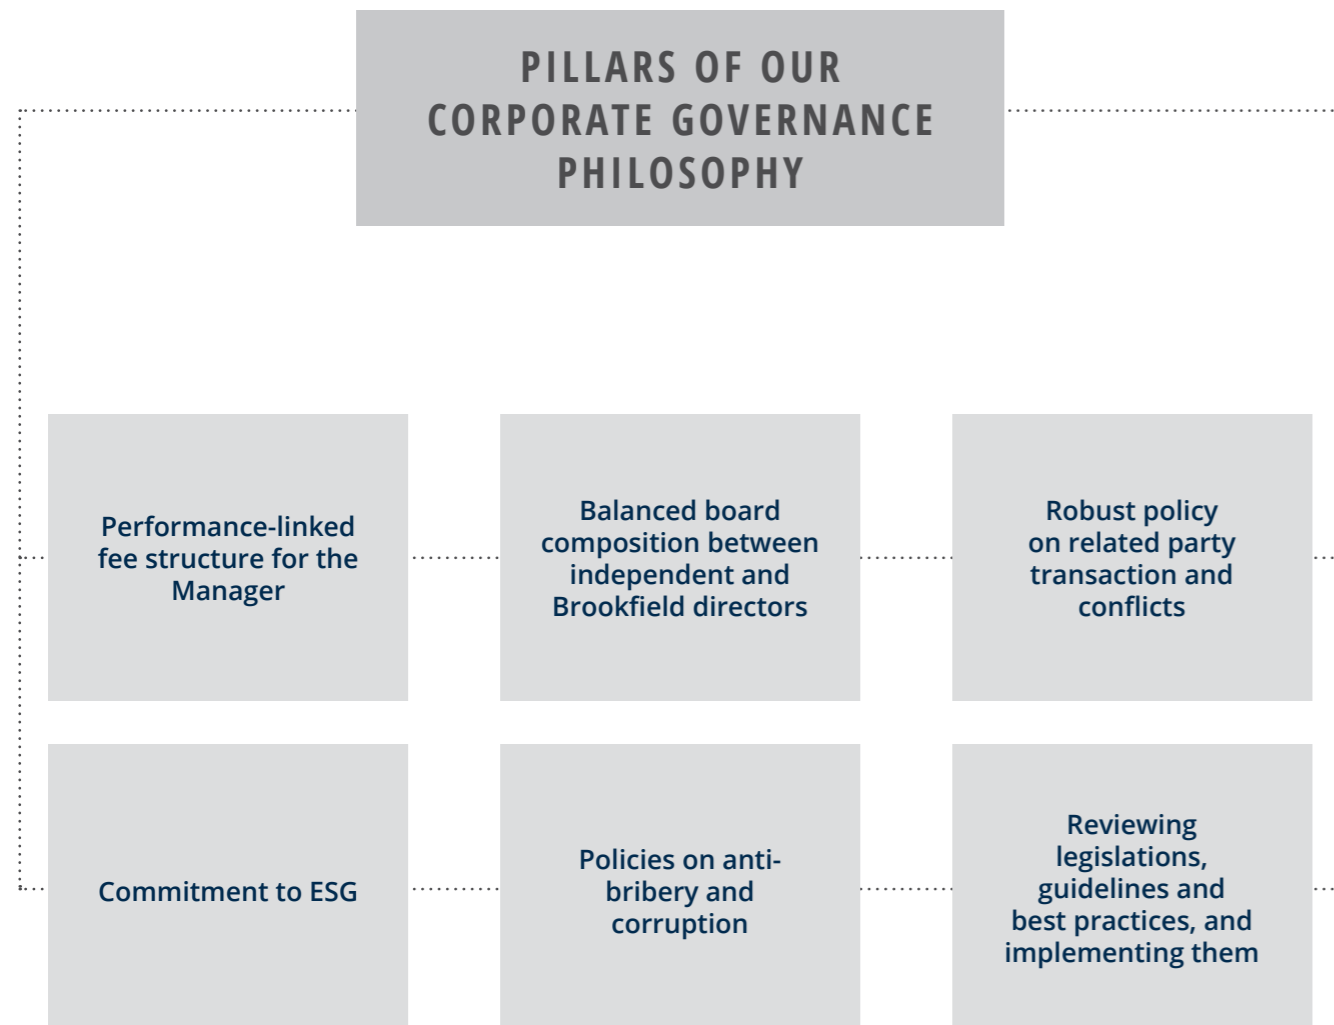 PILLARS OF OUR
CORPORATE GOVERNANCE
PHILOSOPHY
Performance-linked
fee structure for the
Manager
Balanced board
composition between
independent and
Brookfield directors
Robust policy
on related party
transaction and
conflicts
Commitment to ESG
Policies on anti-
bribery and
corruption
Reviewing
legislations,
guidelines and
best practices, and
implementing them